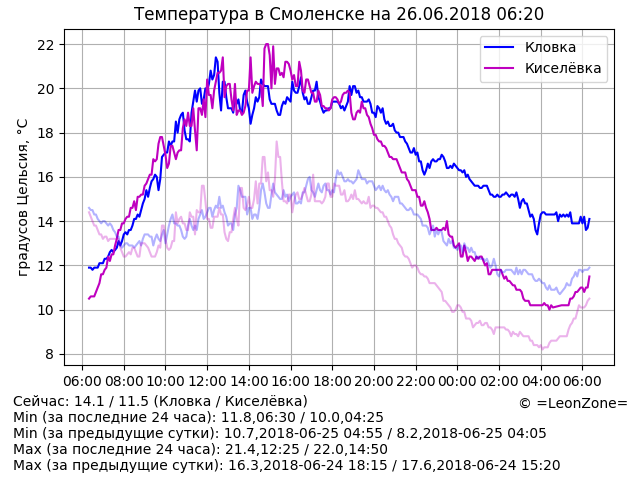 Температура в Смоленске на 26.06.2018 06:20
Кловка
Киселёвка
градусов Цельсия, °C
22
20
18
16
14
12
10
8
06:00 08:00 10:00 12:00 14:00 16:00 18:00 20:00 22:00 00:00 02:00 04:00 06:00
Сейчас: 14.1 / 11.5 (Кловка / Киселёвка)
© =LeonZone=
Min (за последние 24 часа): 11.8,06:30 / 10.0,04:25
Min (за предыдущие сутки): 10.7,2018-06-25 04:55 / 8.2,2018-06-25 04:05
Max (за последние 24 часа): 21.4,12:25 / 22.0,14:50
Max (за предыдущие сутки): 16.3,2018-06-24 18:15 / 17.6,2018-06-24 15:20